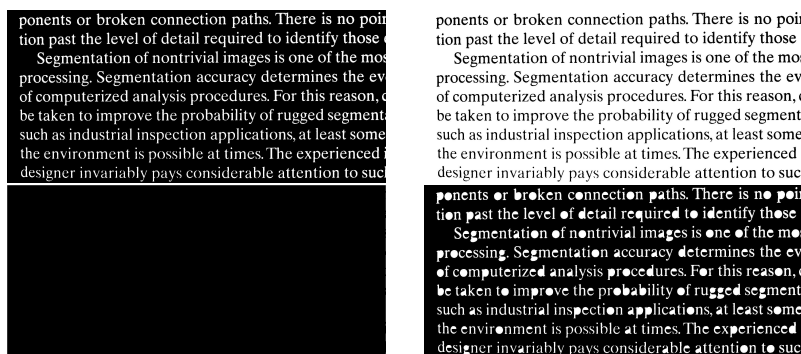 ponents or broken connection paths. There is no poin
tion past the level of detail required to identify those
Segmentation of nontrivial images is one of the mos
processing. Segmentation accuracy determines the ev
of computerized analysis procedures. For this reason, c
be taken to improve the probability of rugged segment
such as industrial inspection applications, at least some
the environment is possible at times. The experienced i
designer invariably pays considerable attention to such
ponents or broken connection paths. There is no poin
tion past the level of detail required to identify those
Segmentation of nontrivial images is one of the mos
processing. Segmentation accuracy determines the ev
of computerized analysis procedures. For this reason, c
be taken to improve the probability of rugged segment
such as industrial inspection applications, at least some
the environment is possible at times. The experienced
designer invariably pays considerable attention to suc
ponents or broken connection paths. There is no poin
tion past the level of detail required to identify those
Segmentation of nontrivial images is one of the mos
processing. Segmentation accuracy determines the ev
of computerized analysis procedures. For this reason, c
be taken to improve the probability of rugged segment
such as industrial inspection applications, at least some
the environment is possible at times. The experienced
designer invariably pays considerable attention to suc